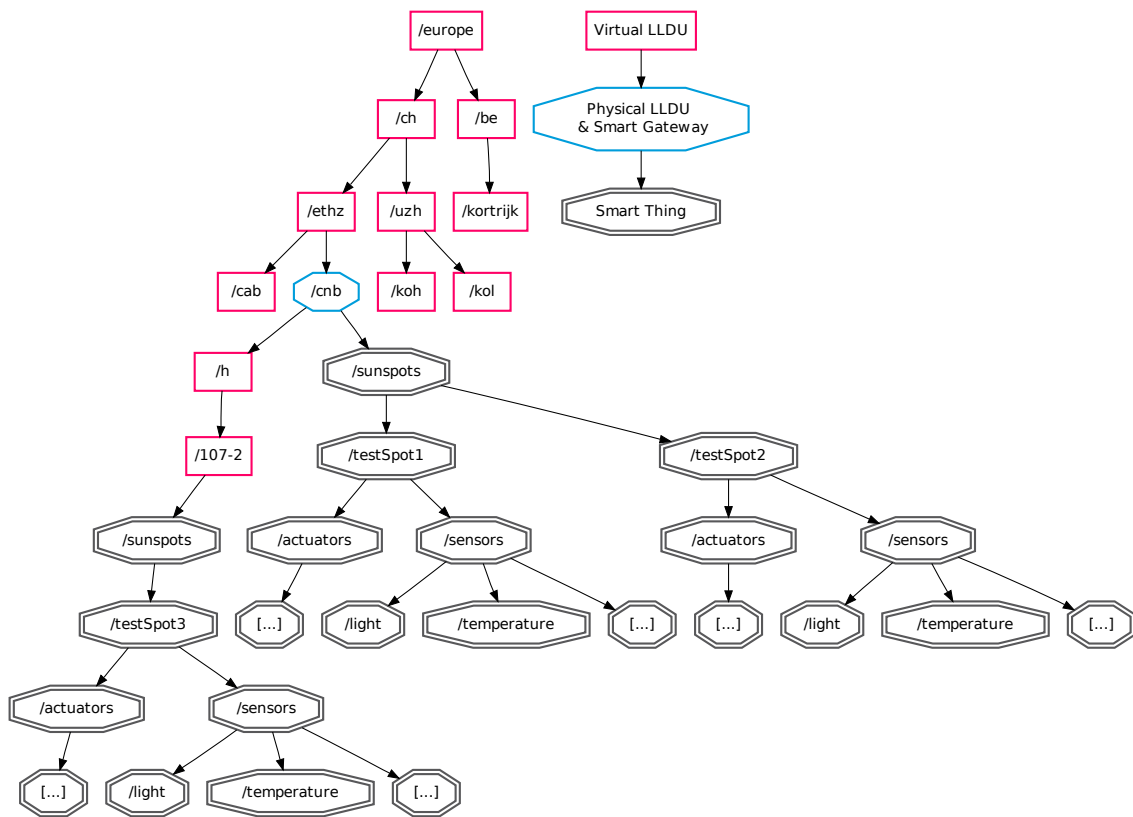 /europe
Virtual LLDU
/ch
/be
Physical LLDU
& Smart Gateway
/ethz
/uzh
/kortrijk
Smart Thing
/cab
/cnb
/koh
/kol
/h
/sunspots
/107-2
/testSpot1
/testSpot2
/sunspots
/actuators
/sensors
/actuators
/sensors
/testSpot3
[...]
/light
/temperature
[...]
[...]
/light
/temperature
[...]
/actuators
/sensors
[...]
/light
/temperature
[...]